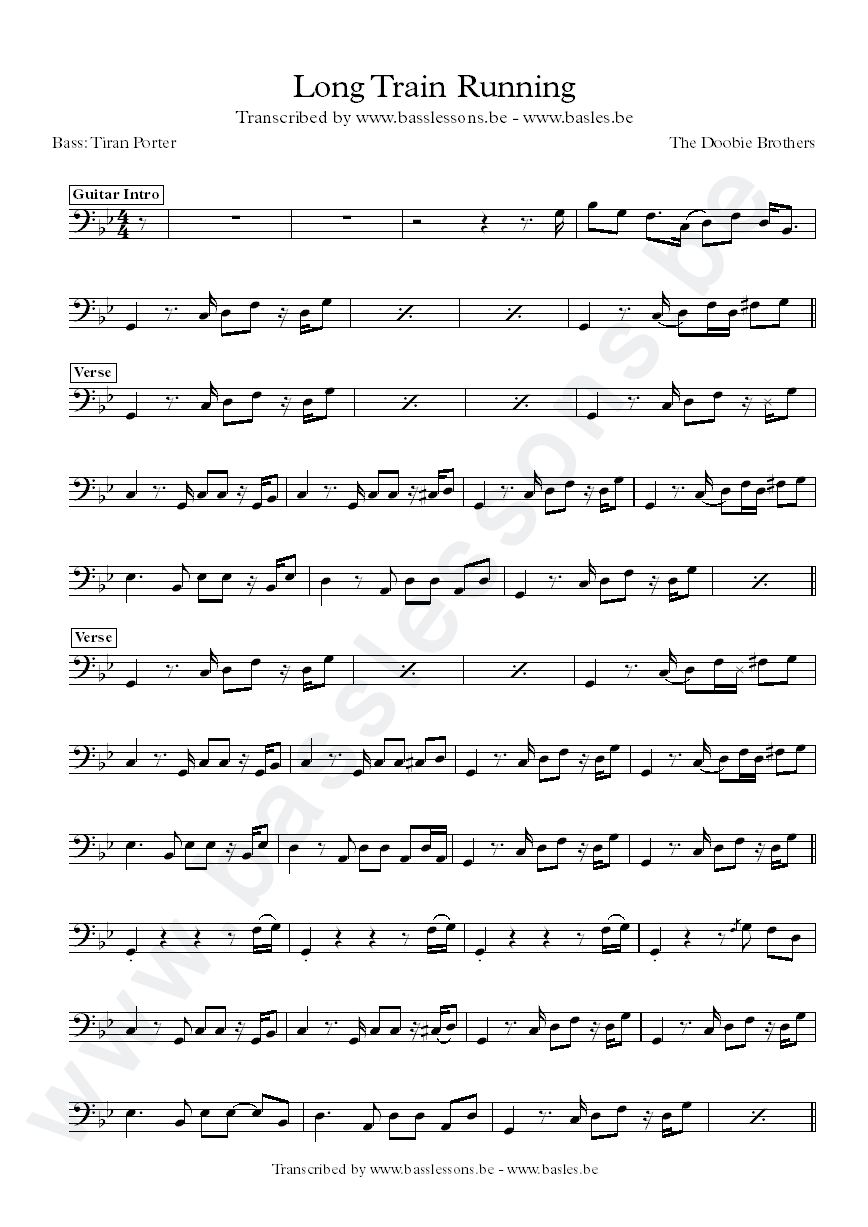 Long Train Running
Transcribed by www.basslessons.be - www.basles.be
Bass: Tiran Porter
The Doobie Brothers
Guitar Intro
4
4
Verse
Verse
www.basslessons.be
Transcribed by www.basslessons.be - www.basles.be